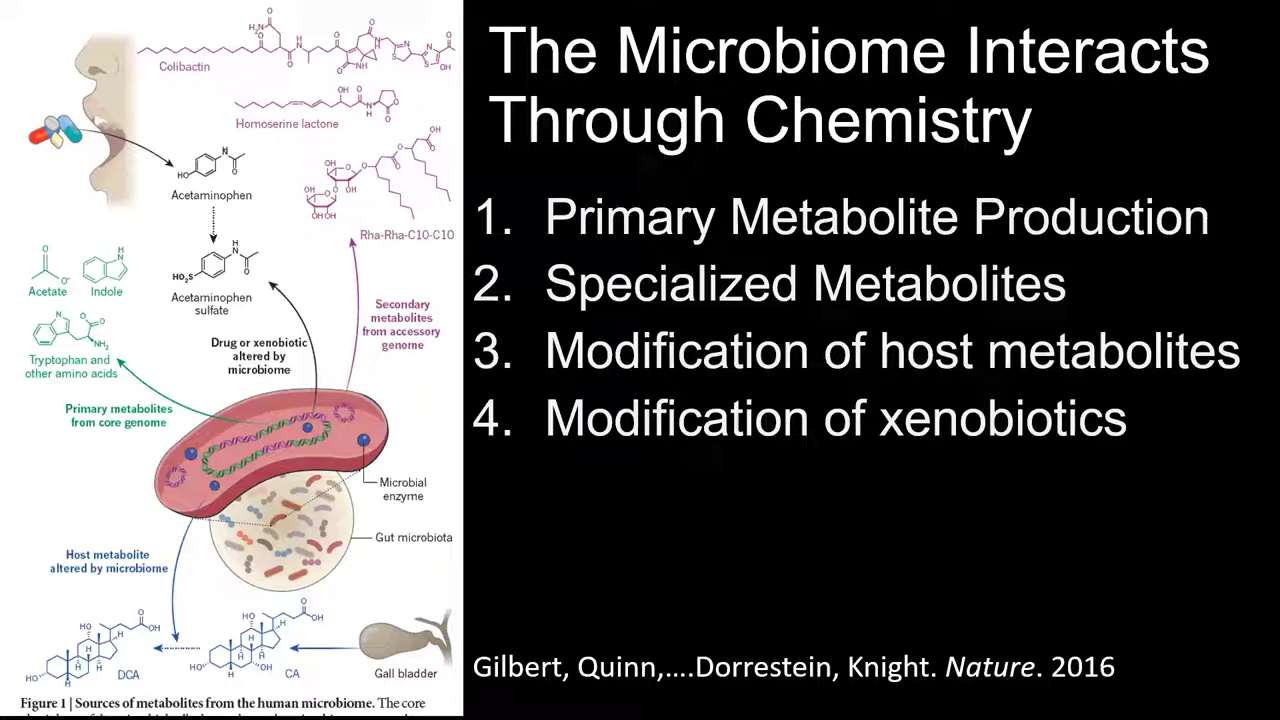 The Microbiome Interacts
Through Chemistry
1. Primary Metabolite Production
2. Specialized Metabolites
3. Modification of host metabolites
4. Modification of xenobiotics
Gilbert, Quinn,....Dorrestein, Knight. Nature. 2016
Colibactin
Homoserine lactone
Acetaminophen
Rha-Rha-C10-C10
Acetate
Indole
Acetaminophen
sulfate
Tryptophan and
other amino acids
Secondary
metabolites
from accessory
genome
Drug or xenobiotic
altered by
microbiome
Primary metabolites
from core genome
Microbial
enzyme
Gut microbiota
Host metabolite
altered by microbiome
DCA
CA
Gall bladder
Figure 1 | Sources of metabolites from the human microbiome. The core